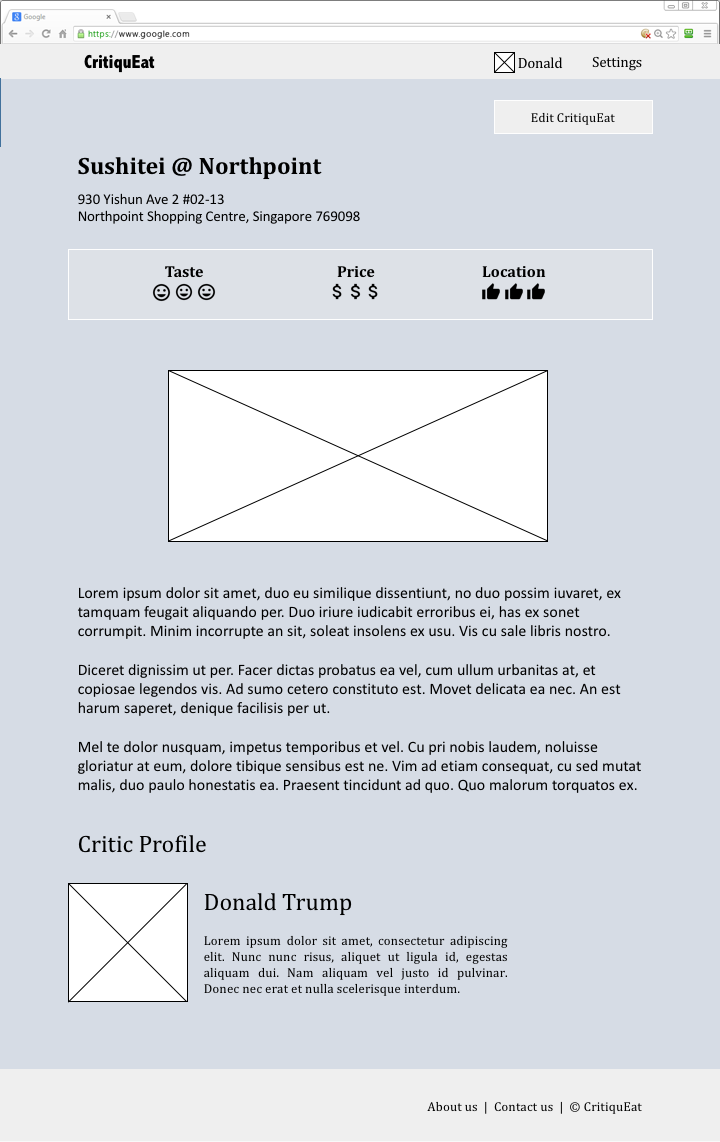 Google
https://www.google.com
CritiquEat
Donald
Settings
Edit CritiquEat
Sushitei @ Northpoint
930 Yishun Ave 2 #02-13
Northpoint Shopping Centre, Singapore 769098
Taste
Price
Location
$ $ $
Lorem ipsum dolor sit amet, duo eu similique dissentiunt, no duo possim iuvaret, ex
tamquam feugait aliquando per. Duo iriure iudicabit erroribus ei, has ex sonet
corrumpit. Minim incorrupte an sit, soleat insolens ex usu. Vis cu sale libris nostro.
Diceret dignissim ut per. Facer dictas probatus ea vel, cum ullum urbanitas at, et
copiosae legendos vis. Ad sumo cetero constituto est. Movet delicata ea nec. An est
harum saperet, denique facilisis per ut.
Mel te dolor nusquam, impetus temporibus et vel. Cu pri nobis laudem, noluisse
gloriatur at eum, dolore tibique sensibus est ne. Vim ad etiam consequat, cu sed mutat
malis, duo paulo honestatis ea. Praesent tincidunt ad quo. Quo malorum torquatos ex.
Critic Profile
Donald Trump
Lorem ipsum dolor sit amet, consectetur adipiscing
elit. Nunc nunc risus, aliquet ut ligula id, egestas
aliquam dui. Nam aliquam vel justo id pulvinar.
Donec nec erat et nulla scelerisque interdum.
About us | Contact us | © CritiquEat